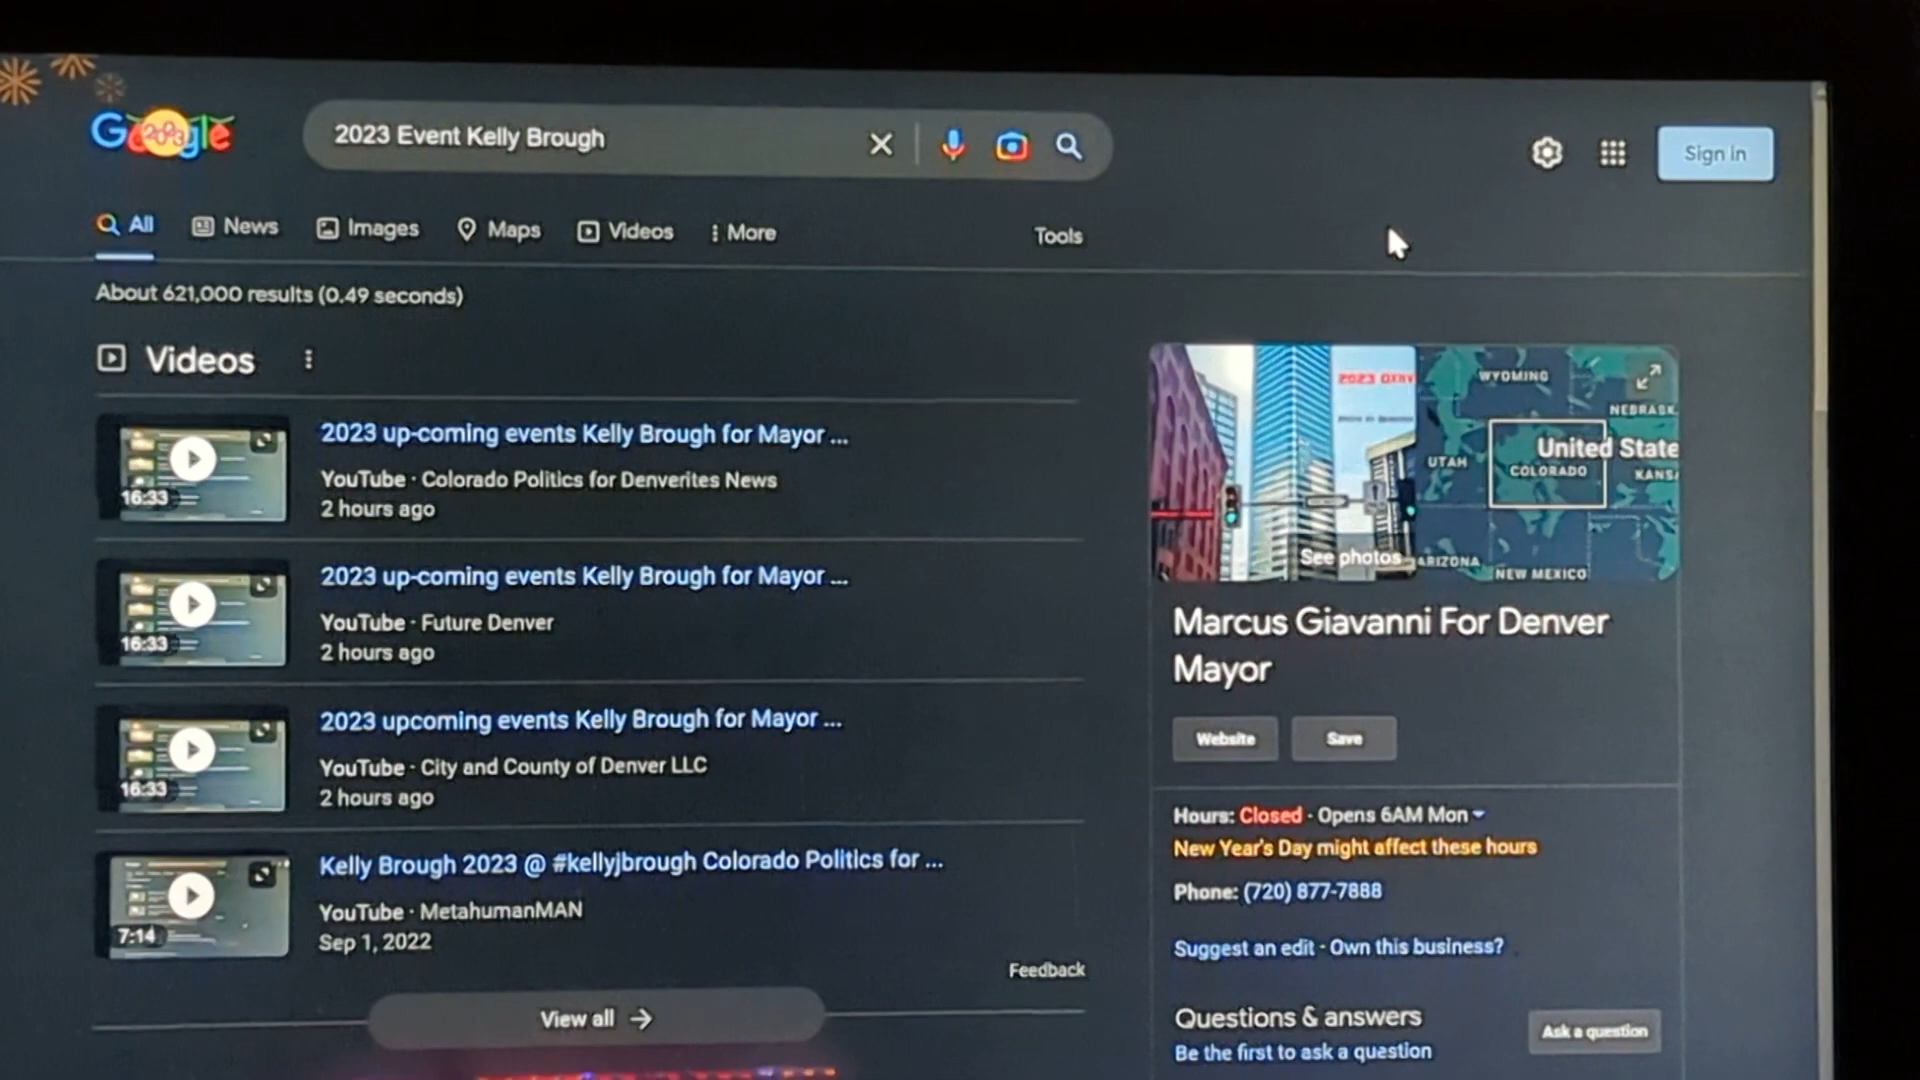 Google
2023
2023 Event Kelly Brough
Sign in
All
News
Images
Maps
Videos
More
Tools
About 621,000 results (0.49 seconds)
Videos
2023 up-coming events Kelly Brough for Mayor ...
YouTube · Colorado Politics for Denverites News
2 hours ago
16:33
2023 up-coming events Kelly Brough for Mayor ...
YouTube · Future Denver
2 hours ago
16:33
2023 upcoming events Kelly Brough for Mayor ...
YouTube · City and County of Denver LLC
2 hours ago
16:33
Kelly Brough 2023 @ #kellyjbrough Colorado Politics for ...
YouTube · MetahumanMAN
Sep 1, 2022
7:14
Feedback
View all
2023
See photos
WYOMING
NEBRASK
United State
UTAH
COLORADO
KANSA
ARIZONA
NEW MEXICO
Marcus Giavanni For Denver
Mayor
Website
Save
Hours: Closed · Opens 6AM Mon
New Year's Day might affect these hours
Phone: (720) 877-7888
Suggest an edit · Own this business?
Questions & answers
Be the first to ask a question
Ask a question